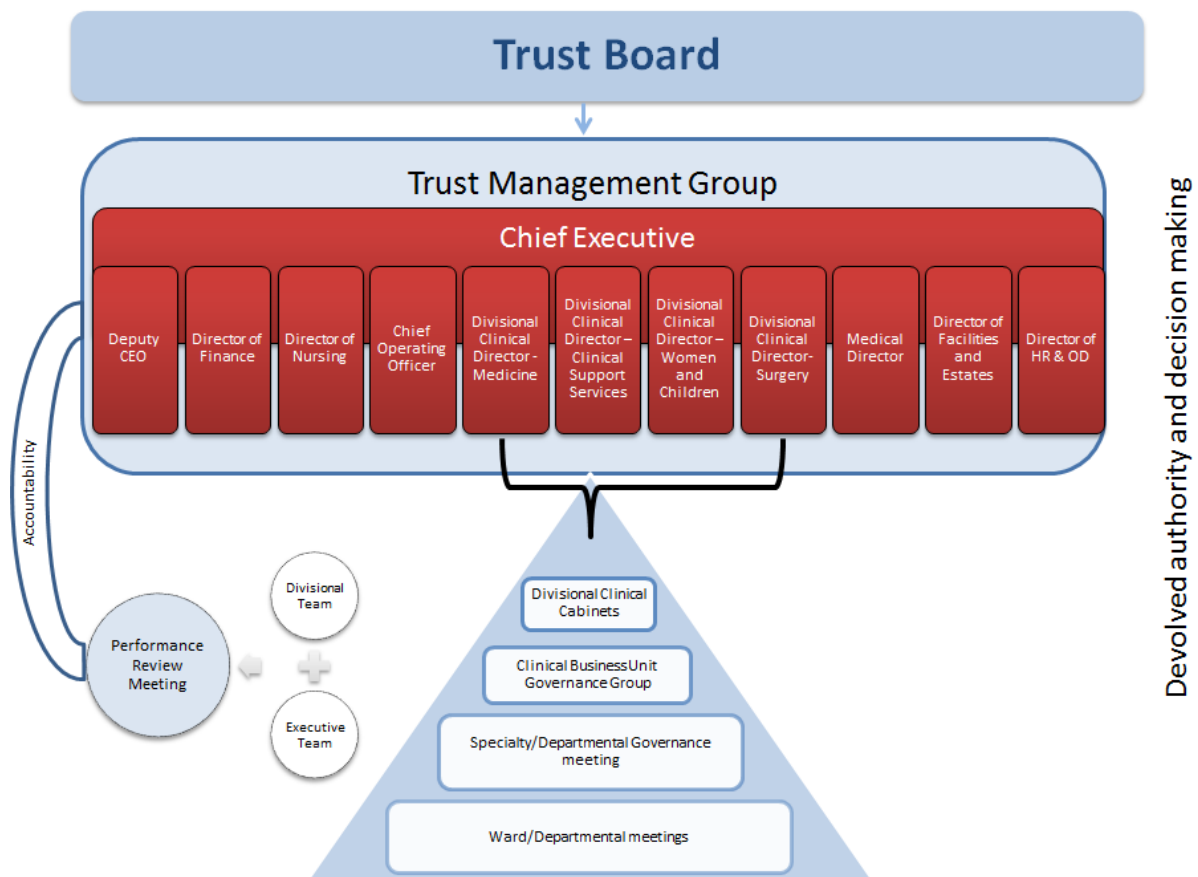 Trust Board
Trust Management Group
Chief Executive
Deputy
CEO
Director of
Finance
Director of
Nursing
Chief
Operating
Officer
Divisional
Clinical
Director -
Medicine
Divisional
Clinical
Director –
Clinical
Support
Services
Divisional
Clinical
Director –
Women
and
Children
Divisional
Clinical
Director-
Surgery
Medical
Director
Director of
Facilities
and
Estates
Director of
HR & OD
Devolved authority and decision making
Accountability
Performance
Review
Meeting
Divisional
Team
Executive
Team
Divisional Clinical
Cabinets
Clinical Business Unit
Governance Group
Specialty/Departmental Governance
meeting
Ward/Departmental meetings